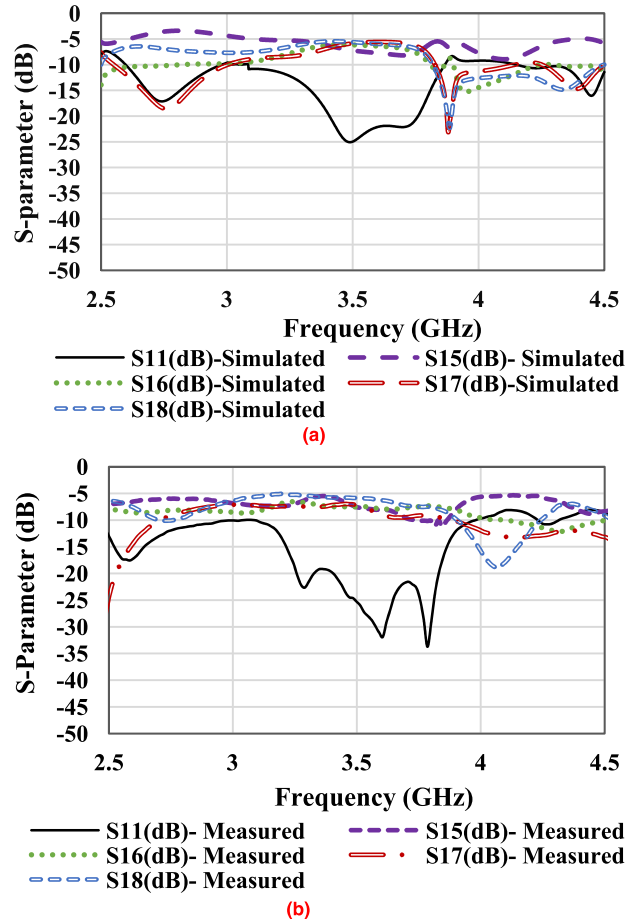 0
-5
-10
-15
-20
-25
-30
-35
-40
-45
-50
S-parameter (dB)
2.5 3 3.5 4 4.5
Frequency (GHz)
S11(dB)-Simulated S15(dB)- Simulated
S16(dB)-Simulated S17(dB)-Simulated
S18(dB)-Simulated
(a)
0
-5
-10
-15
-20
-25
-30
-35
-40
-45
-50
S-Parameter (dB)
2.5 3 3.5 4 4.5
Frequency (GHz)
S11(dB)- Measured S15(dB)- Measured
S16(dB)- Measured S17(dB)- Measured
S18(dB)- Measured
(b)